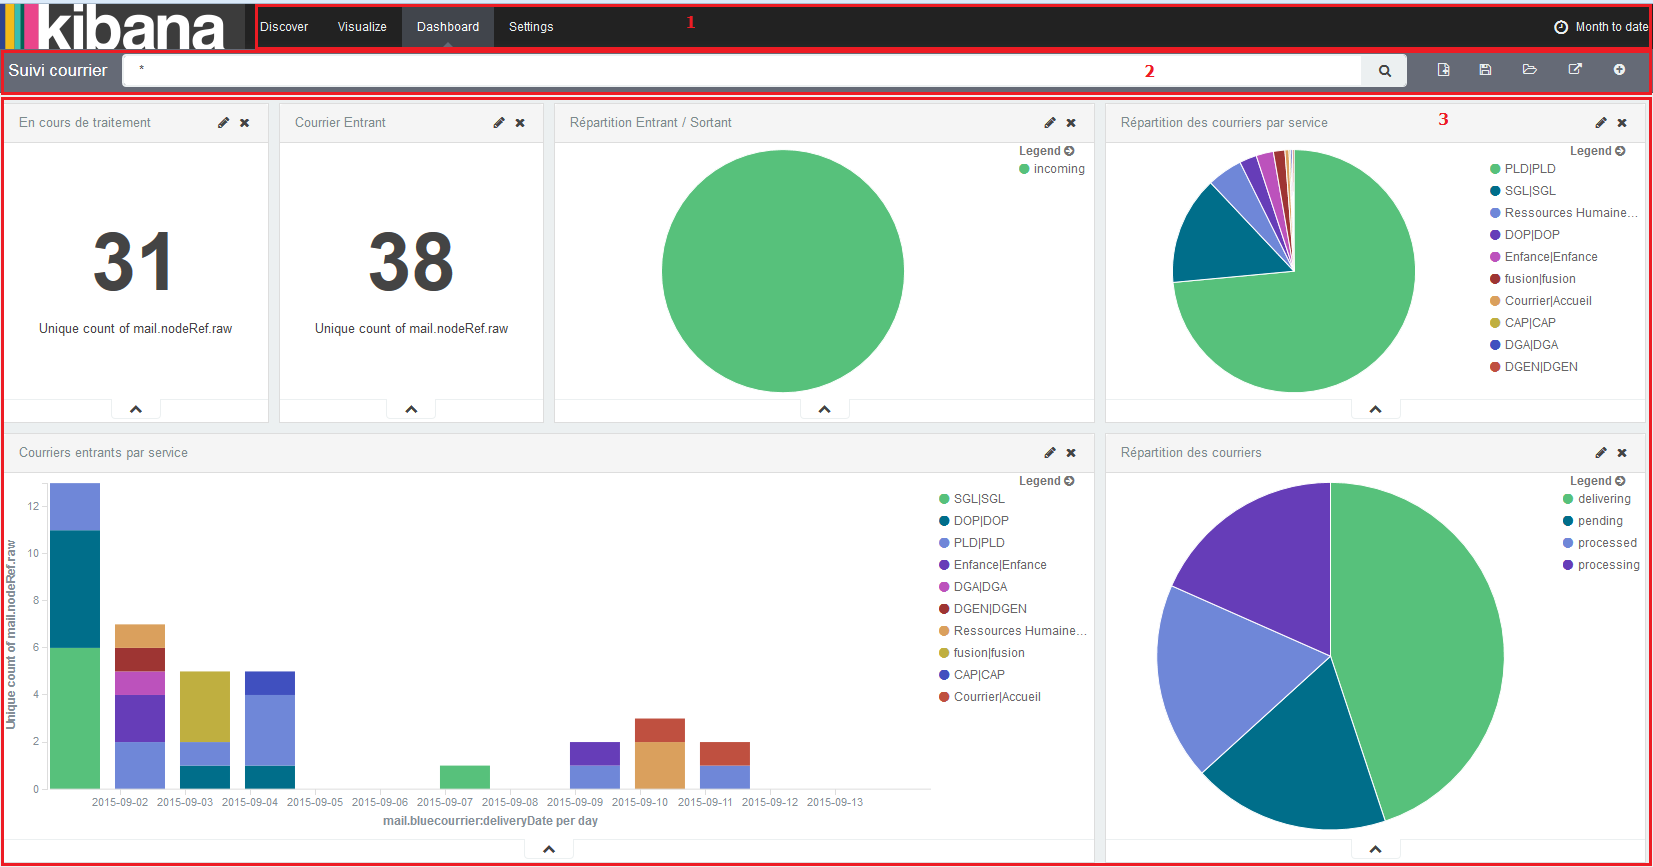 kibana
Discover Visualize Dashboard Settings 1 Month to date
Suivi courrier * 2
En cours de traitement
31
Unique count of mail.nodeRef.raw
Courrier Entrant
38
Unique count of mail.nodeRef.raw
Répartition Entrant / Sortant
Legend
incoming
Répartition des courriers par service 3
Legend
PLD|PLD
SGL|SGL
Ressources Humaine...
DOP|DOP
Enfance|Enfance
fusion|fusion
Courrier|Accueil
CAP|CAP
DGA|DGA
DGEN|DGEN
Courriers entrants par service
Legend
SGL|SGL
DOP|DOP
PLD|PLD
Enfance|Enfance
DGA|DGA
DGEN|DGEN
Ressources Humaine...
fusion|fusion
CAP|CAP
Courrier|Accueil
Unique count of mail.nodeRef.raw
12
10
8
6
4
2
0
2015-09-02 2015-09-03 2015-09-04 2015-09-05 2015-09-06 2015-09-07 2015-09-08 2015-09-09 2015-09-10 2015-09-11 2015-09-12 2015-09-13
mail.bluecourrier:deliveryDate per day
Répartition des courriers
Legend
delivering
pending
processed
processing